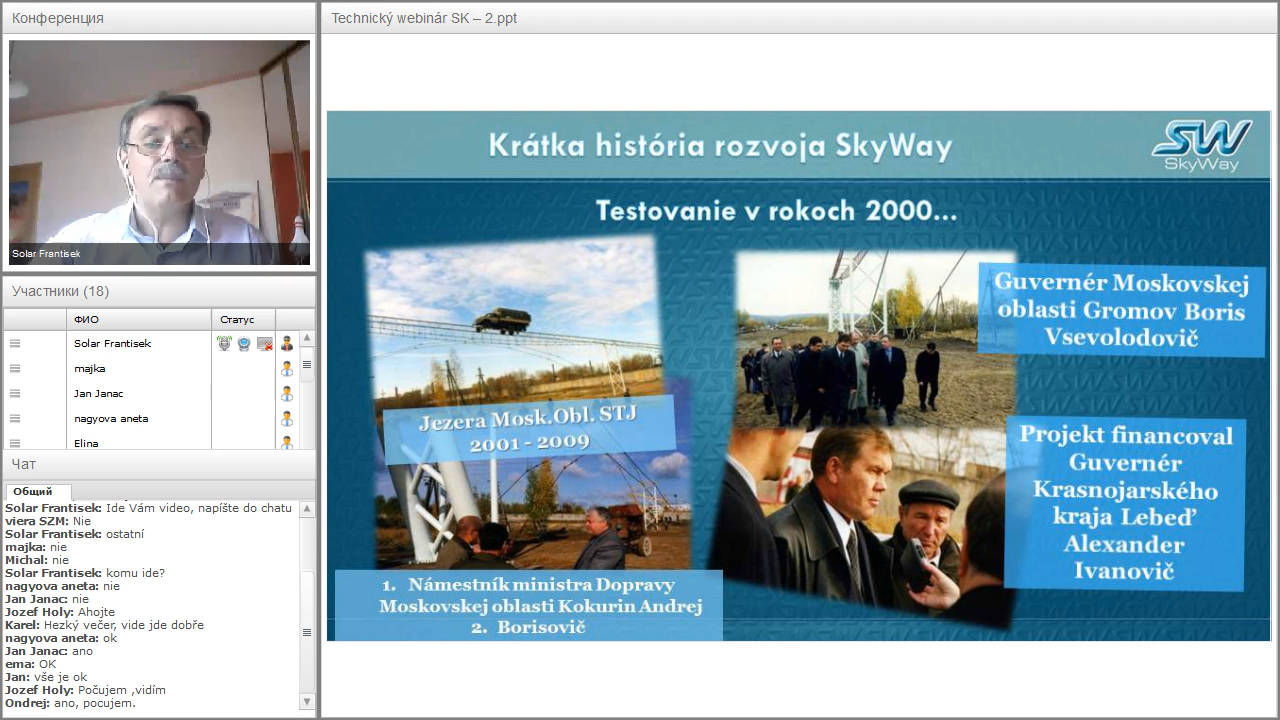 Конференция
Solar Frantisek
Участники (18)
ФИО
Статус
Solar Frantisek
majka
Jan Janac
nagyova aneta
Elina
Чат
Общий
Solar Frantisek: Ide Vám video, napíšte do chatu
viera SZM: Nie
Solar Frantisek: ostatní
majka: nie
Michal: nie
Solar Frantisek: komu ide?
nagyova aneta: nie
Jan Janac: nie
Jozef Holy: Ahojte
Karel: Hezký večer, vide jde dobře
nagyova aneta: ok
Jan Janac: ano
ema: OK
Jan: vše je ok
Jozef Holy: Počujem ,vidím
Ondrej: ano, pocujem.
Technický webinár SK – 2.ppt
Krátka história rozvoja SkyWay
SW
SkyWay
Testovanie v rokoch 2000...
Jezera Mosk.Obl. STJ
2001 - 2009
1. Námestník ministra Dopravy
Moskovskej oblasti Kokurin Andrej
2. Borisovič
Guvernér Moskovskej
oblasti Gromov Boris
Vsevolodovič
Projekt financoval
Guvernér
Krasnojarského
kraja Lebeď
Alexander
Ivanovič